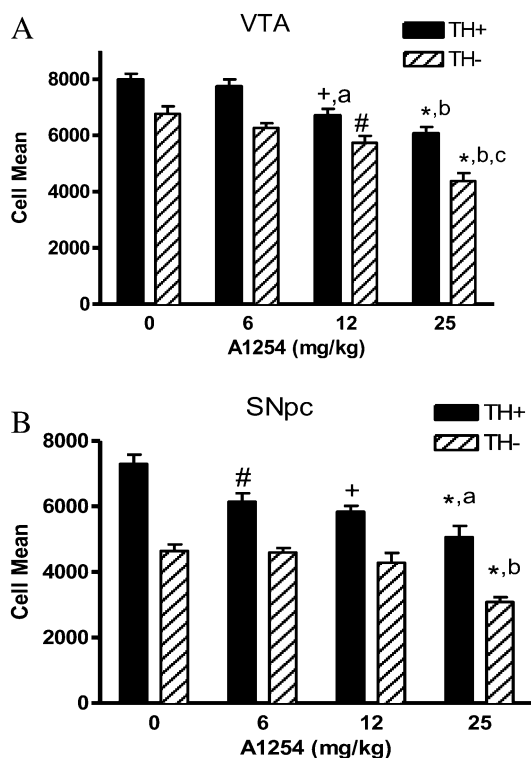 A
VTA
TH+
TH-
8000
6000
4000
2000
0
Cell Mean
+,a
#
*,b
*,b,c
0 6 12 25
A1254 (mg/kg)
B
SNpc
TH+
TH-
8000
6000
4000
2000
0
Cell Mean
#
+
*,a
*,b
0 6 12 25
A1254 (mg/kg)